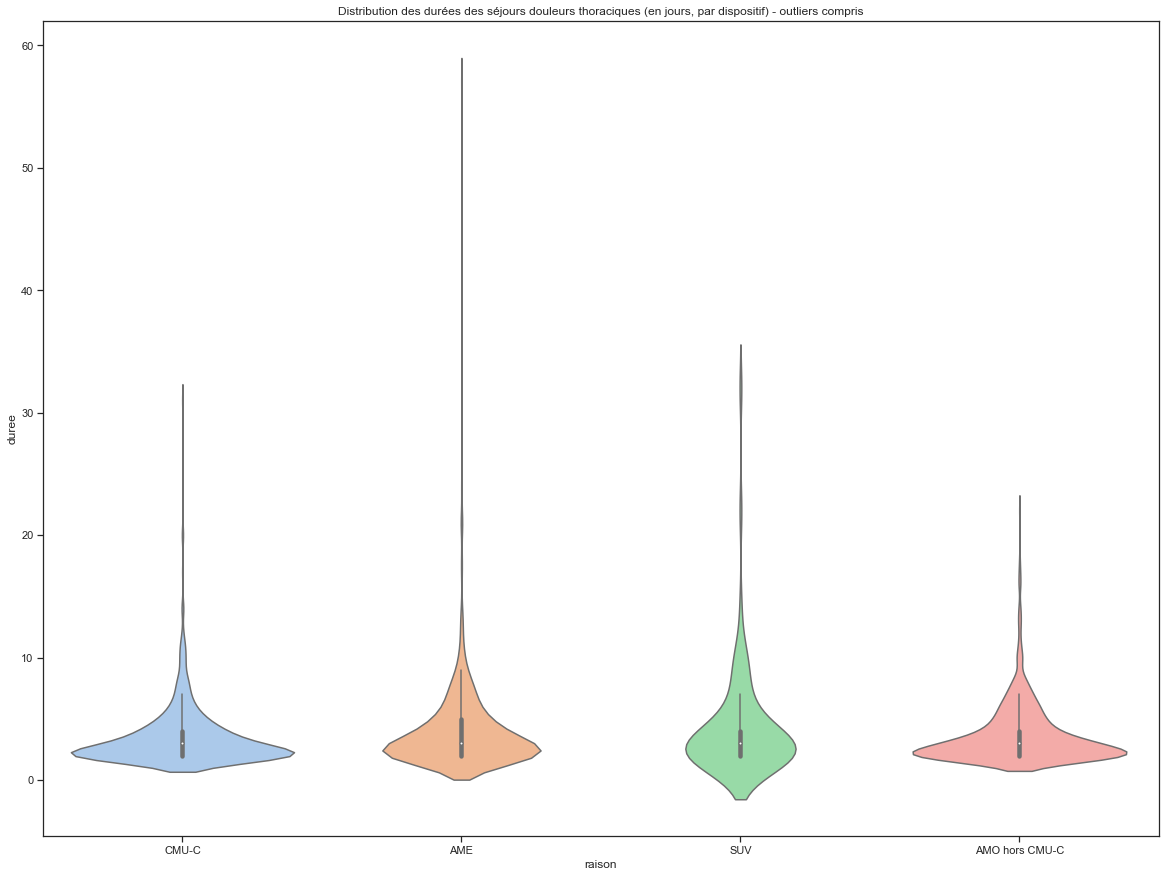 Distribution des durées des séjours douleurs thoraciques (en jours, par dispositif) - outliers compris
60
50
40
30
20
10
0
duree
CMU-C
AME
SUV
AMO hors CMU-C
raison